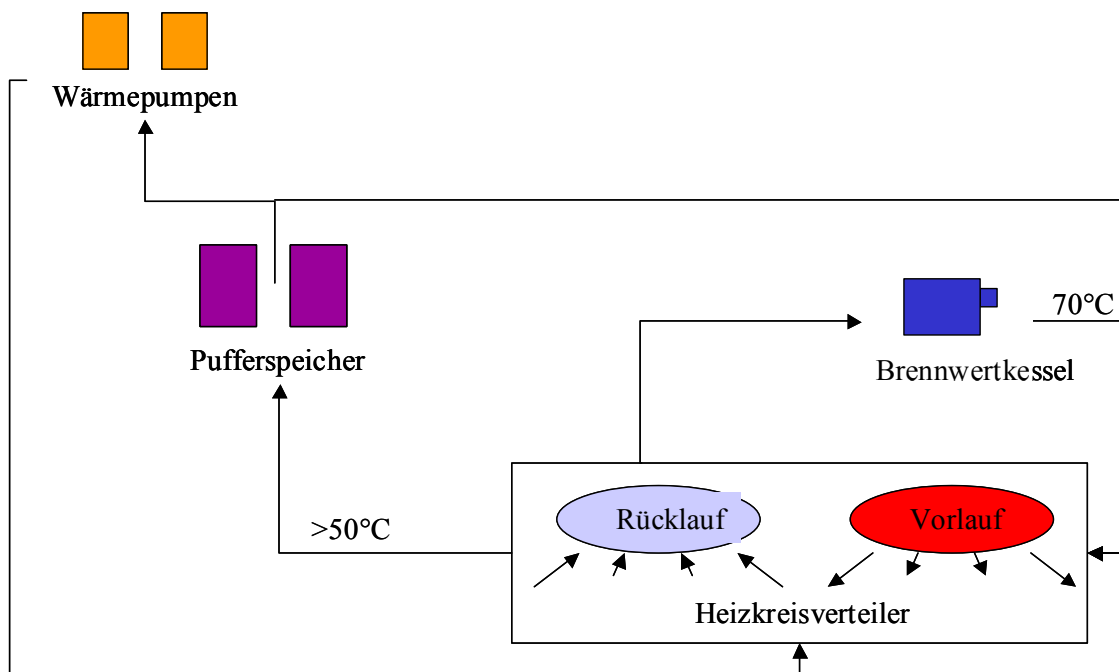 Wärmepumpen
Pufferspeicher
70°C
Brennwertkessel
>50°C
Rücklauf
Vorlauf
Heizkreisverteiler